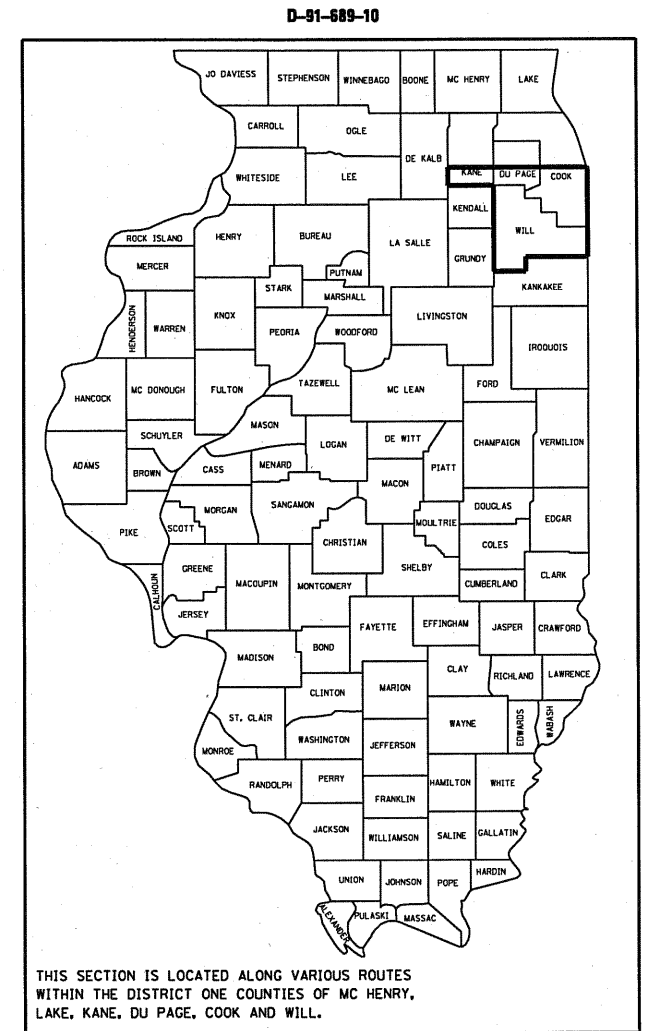 D-91-689-10
JO DAVIESS STEPHENSON WINNEBAGO BOONE MC HENRY LAKE
CARROLL OGLE
DE KALB KANE DU PAGE COOK
WHITESIDE LEE
KENDALL
ROCK ISLAND HENRY BUREAU LA SALLE WILL
MERCER PUTNAM GRUNDY
STARK MARSHALL KANKAKEE
HENDERSON WARREN KNOX PEORIA WOODFORD LIVINGSTON
IROQUOIS
HANCOCK MC DONOUGH FULTON TAZEWELL MC LEAN FORD
MASON
SCHUYLER LOGAN DE WITT CHAMPAIGN VERMILION
ADAMS BROWN CASS MENARD PIATT
MACON
MORGAN SANGAMON DOUGLAS
PIKE SCOTT MOULTRIE EDGAR
CHRISTIAN COLES
GREENE SHELBY
CALHOUN MACOUPIN MONTGOMERY CUMBERLAND CLARK
JERSEY
FAYETTE EFFINGHAM JASPER CRAWFORD
MADISON BOND
CLAY RICHLAND LAWRENCE
CLINTON MARION
ST. CLAIR WAYNE EDWARDS WABASH
MONROE WASHINGTON JEFFERSON
RANDOLPH PERRY HAMILTON WHITE
FRANKLIN
JACKSON WILLIAMSON SALINE GALLATIN
UNION JOHNSON POPE HARDIN
ALEXANDER PULASKI MASSAC
THIS SECTION IS LOCATED ALONG VARIOUS ROUTES
WITHIN THE DISTRICT ONE COUNTIES OF MC HENRY,
LAKE, KANE, DU PAGE, COOK AND WILL.